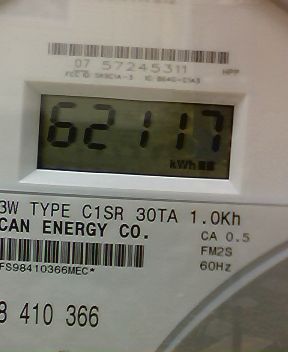 07 57245311
HPP
62117
kWh
3W TYPE C1SR 30TA 1.0Kh
CAN ENERGY CO.
CA 0.5
FM2S
60Hz
FS98410366MEC*
8 410 366